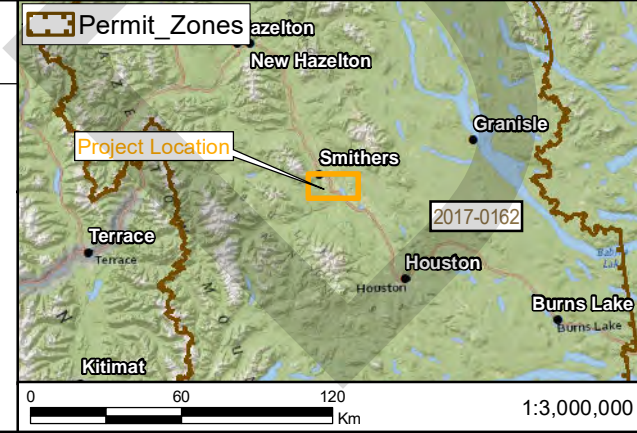 Permit_Zones
azelton
New Hazelton
Granisle
Project Location
Smithers
2017-0162
Terrace
Terrace
Houston
Houston
Burns Lake
Burns Lake
Kitimat
0 60 120
Km
1:3,000,000